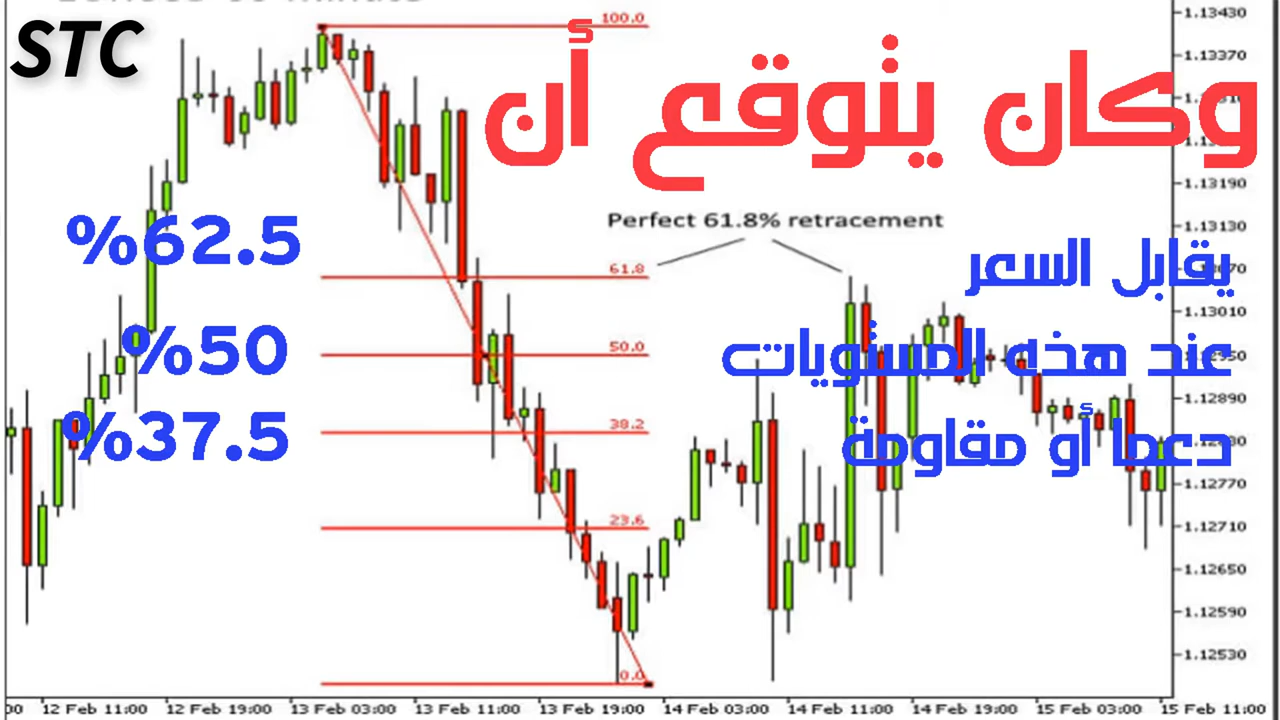 STC
وكان يتوقع أن
Perfect 61.8% retracement
يقابل السعر
عند هذه المستويات
دعما أو مقاومة
%62.5
%50
%37.5
100.0
61.8
50.0
38.2
23.6
0.0
1.13430
1.13370
1.13190
1.13130
1.13010
1.12890
1.12770
1.12710
1.12650
1.12590
1.12530
12 Feb 11:00
12 Feb 19:00
13 Feb 03:00
13 Feb 11:00
13 Feb 19:00
14 Feb 03:00
14 Feb 11:00
14 Feb 19:00
15 Feb 03:00
15 Feb 11:00